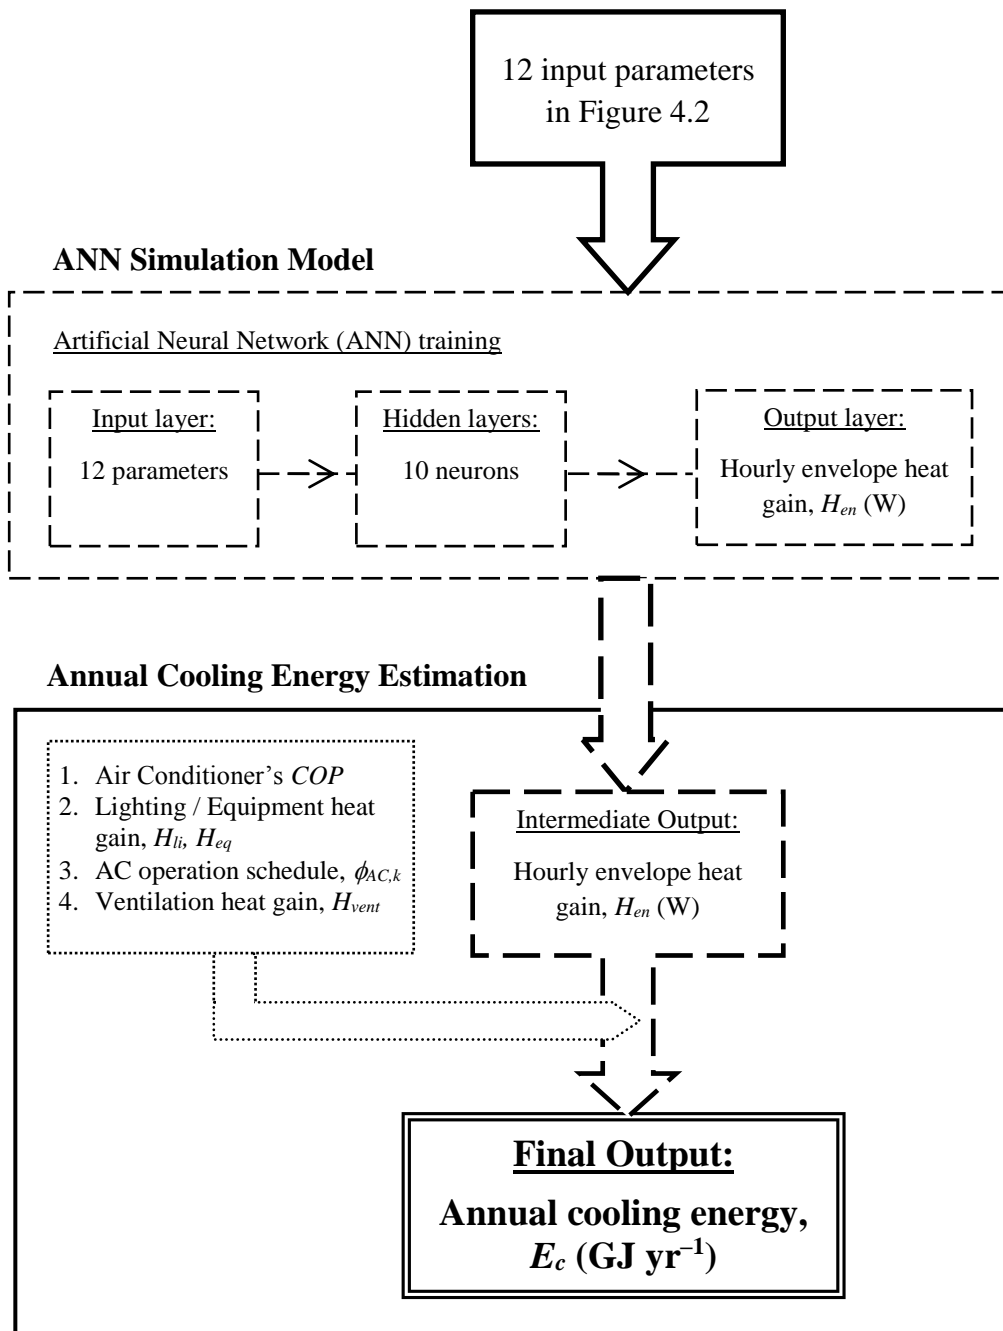 12 input parameters
in Figure 4.2
ANN Simulation Model
Artificial Neural Network (ANN) training
Input layer:
12 parameters
Hidden layers:
10 neurons
Output layer:
Hourly envelope heat
gain, Hen (W)
Annual Cooling Energy Estimation
1. Air Conditioner's COP
2. Lighting / Equipment heat
gain, Hli, Heq
3. AC operation schedule, ϕAC,k
4. Ventilation heat gain, Hvent
Intermediate Output:
Hourly envelope heat
gain, Hen (W)
Final Output:
Annual cooling energy,
Ec (GJ yr⁻¹)